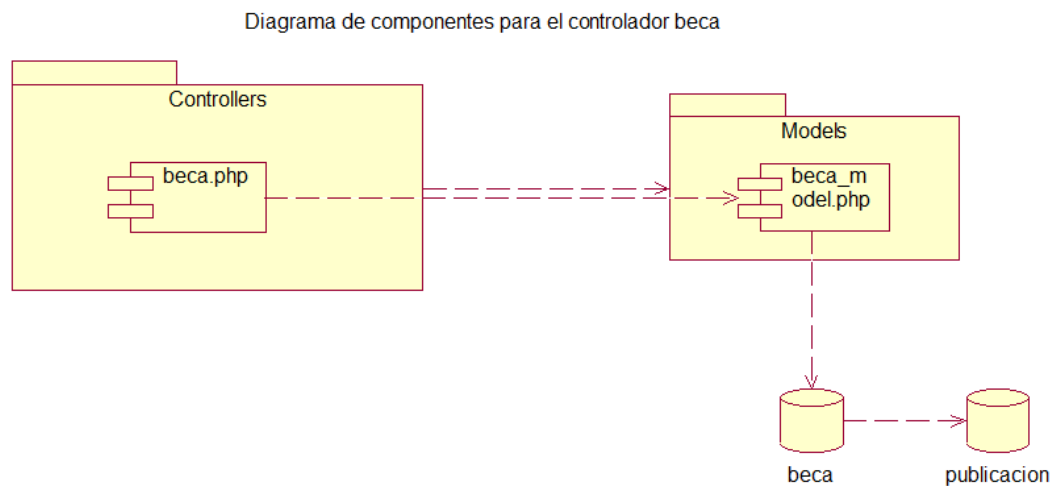 Diagrama de componentes para el controlador beca
Controllers
beca.php
Models
beca_m
odel.php
beca
publicacion